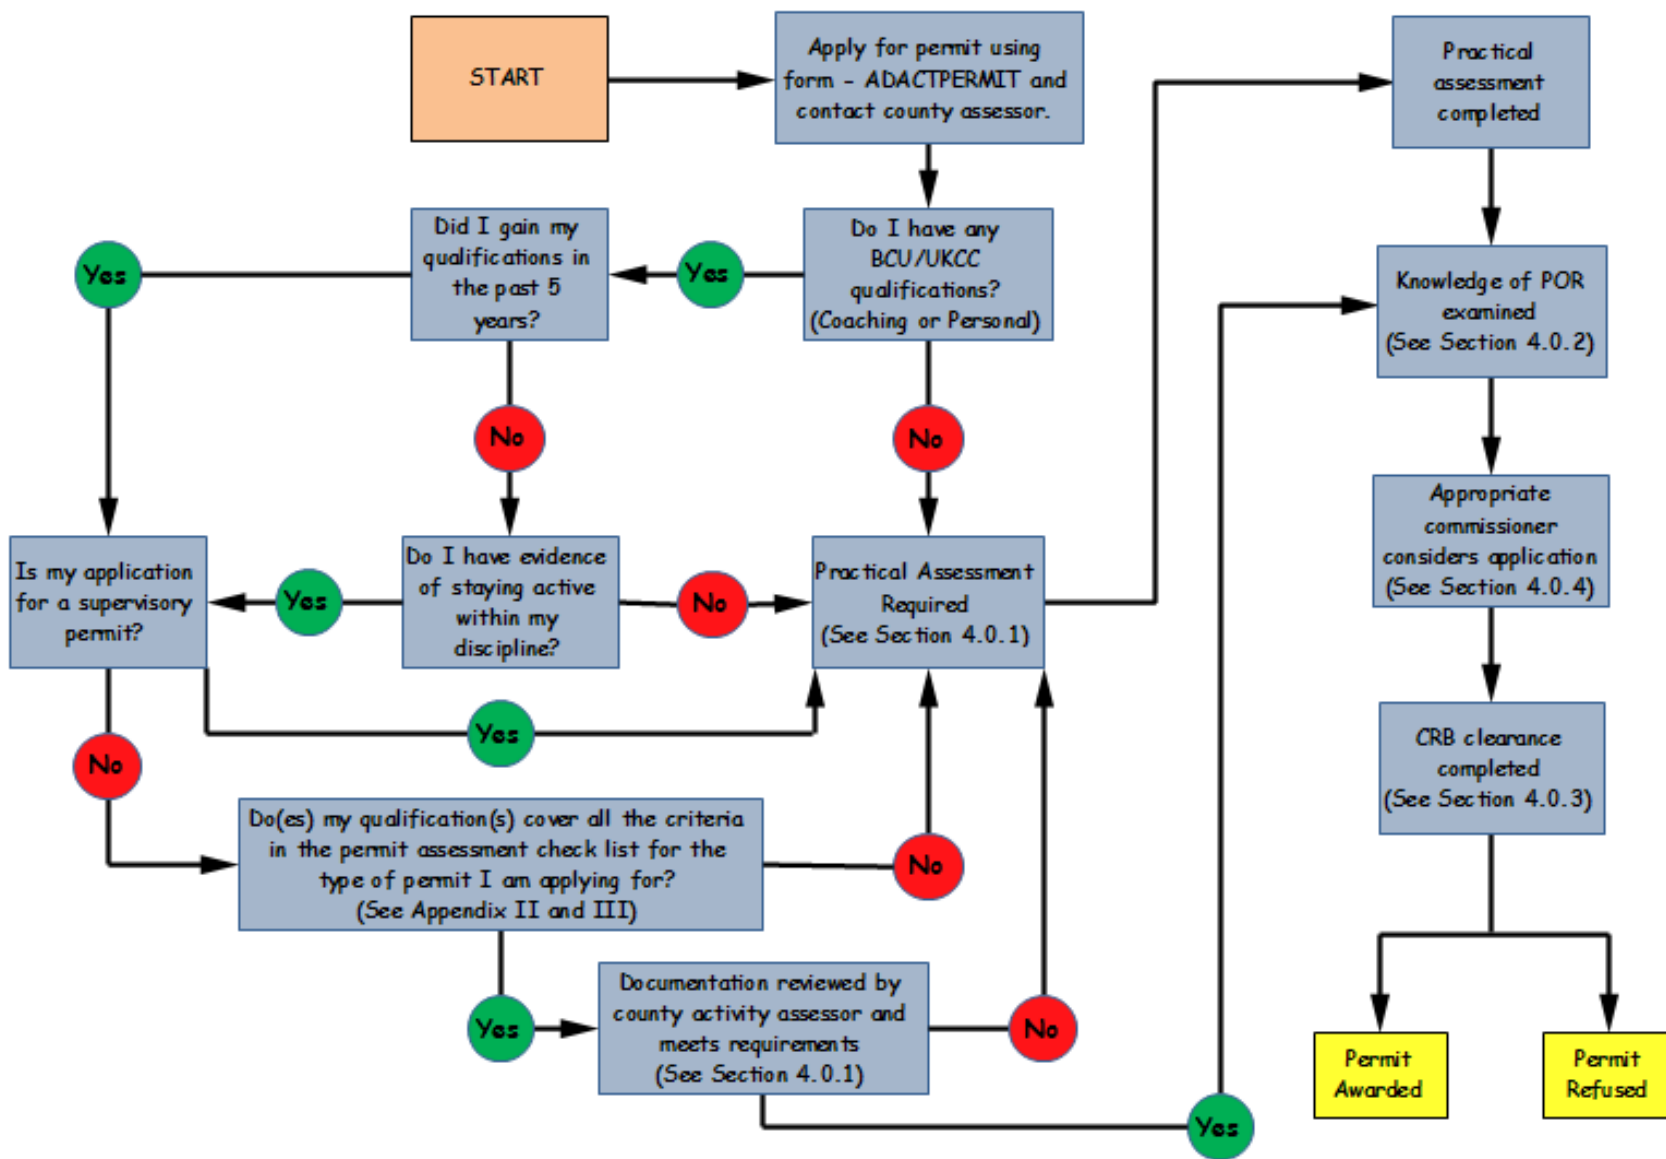 START
Apply for permit using
form - ADACTPERMIT and
contact county assessor.
Practical
assessment
completed
Did I gain my
qualifications in
the past 5
years?
Do I have any
BCU/UKCC
qualifications?
(Coaching or Personal)
Yes
Yes
Knowledge of POR
examined
(See Section 4.0.2)
No
No
Appropriate
commissioner
considers application
(See Section 4.0.4)
Is my application
for a supervisory
permit?
Yes
Do I have evidence
of staying active
within my
discipline?
No
Practical Assessment
Required
(See Section 4.0.1)
Yes
No
CRB clearance
completed
(See Section 4.0.3)
Do(es) my qualification(s) cover all the criteria
in the permit assessment check list for the
type of permit I am applying for?
(See Appendix II and III)
No
Yes
Documentation reviewed by
county activity assessor and
meets requirements
(See Section 4.0.1)
No
Yes
Permit
Awarded
Permit
Refused